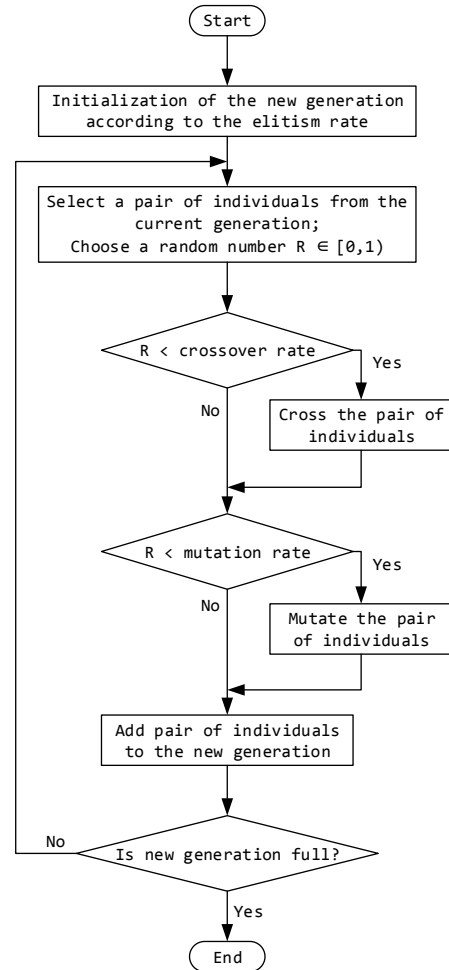 Start
Initialization of the new generation
according to the elitism rate
Select a pair of individuals from the
current generation;
Choose a random number R ∈ [0,1)
R < crossover rate
Yes
No
Cross the pair of
individuals
R < mutation rate
Yes
No
Mutate the pair
of individuals
Add pair of individuals
to the new generation
No
Is new generation full?
Yes
End